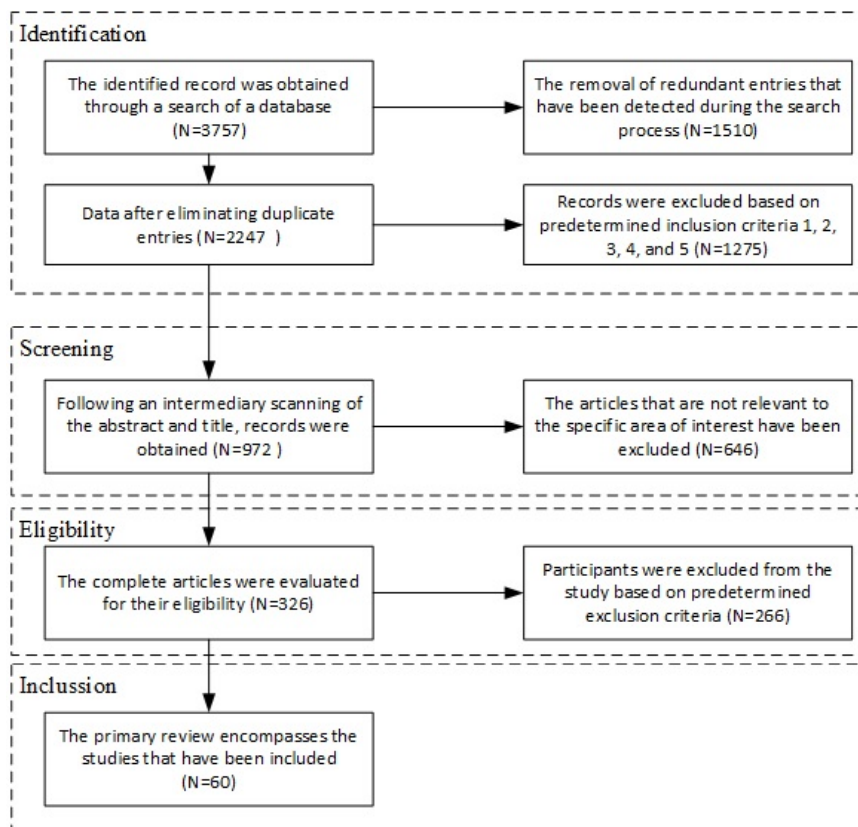 Identification
The identified record was obtained
through a search of a database
(N=3757)
The removal of redundant entries that
have been detected during the search
process (N=1510)
Data after eliminating duplicate
entries (N=2247 )
Records were excluded based on
predetermined inclusion criteria 1, 2,
3, 4, and 5 (N=1275)
Screening
Following an intermediary scanning of
the abstract and title, records were
obtained (N=972 )
The articles that are not relevant to
the specific area of interest have been
excluded (N=646)
Eligibility
The complete articles were evaluated
for their eligibility (N=326)
Participants were excluded from the
study based on predetermined
exclusion criteria (N=266)
Inclussion
The primary review encompasses the
studies that have been included
(N=60)